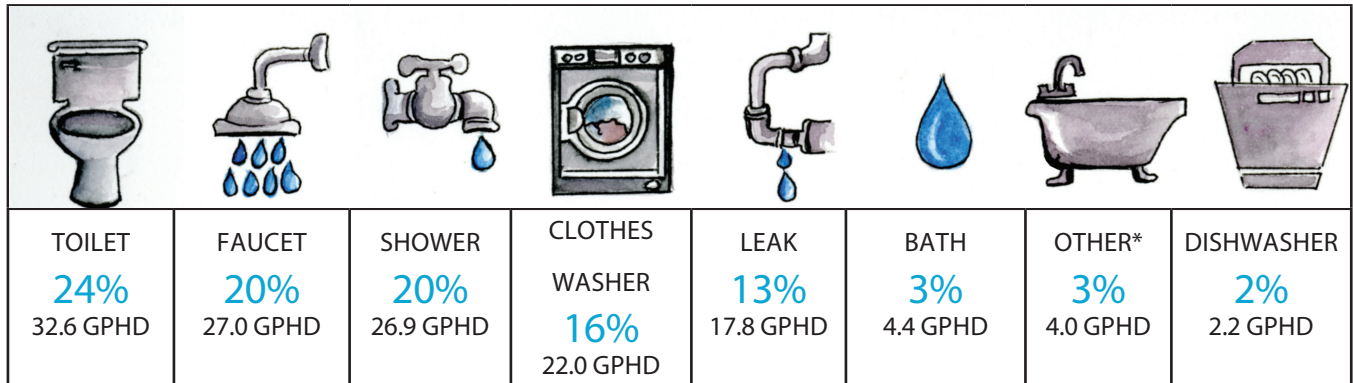 TOILET
24%
32.6 GPHD
FAUCET
20%
27.0 GPHD
SHOWER
20%
26.9 GPHD
CLOTHES
WASHER
16%
22.0 GPHD
LEAK
13%
17.8 GPHD
BATH
3%
4.4 GPHD
OTHER*
3%
4.0 GPHD
DISHWASHER
2%
2.2 GPHD